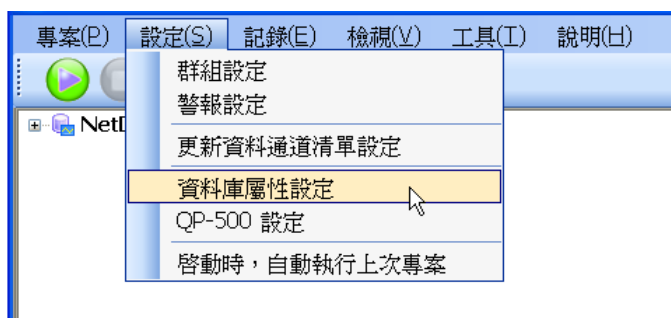 專案(P) 設定(S) 記錄(E) 檢視(V) 工具(T) 說明(H)
群組設定
警報設定
NetD
更新資料通道清單設定
資料庫屬性設定
QP-500 設定
啓動時，自動執行上次專案